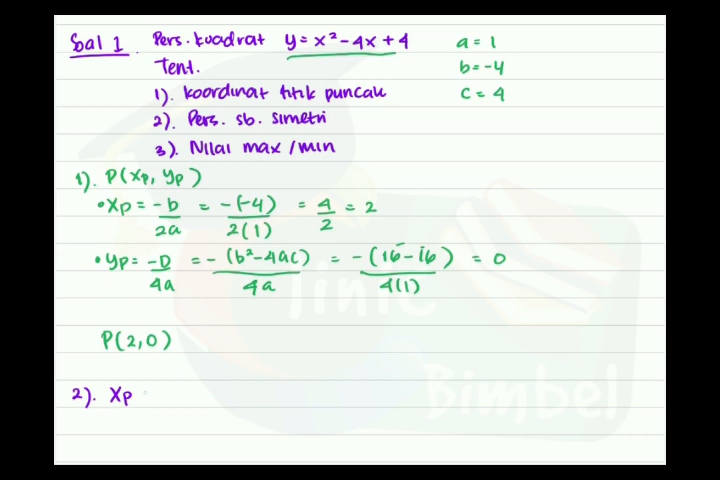 Soal 1. Pers. kuadrat y = x² - 4x + 4
a = 1
Tent.
b = -4
1). koordinat titik puncak
c = 4
2). Pers. sb. simetri
3). Nilai max / min
1). P(xp, yp)
• xp = -b/2a = -(-4)/2(1) = 4/2 = 2
• yp = -D/4a = -(b² - 4ac)/4a = -(16 - 16)/4(1) = 0
P(2,0)
2). xp
Tinic
Bimbel